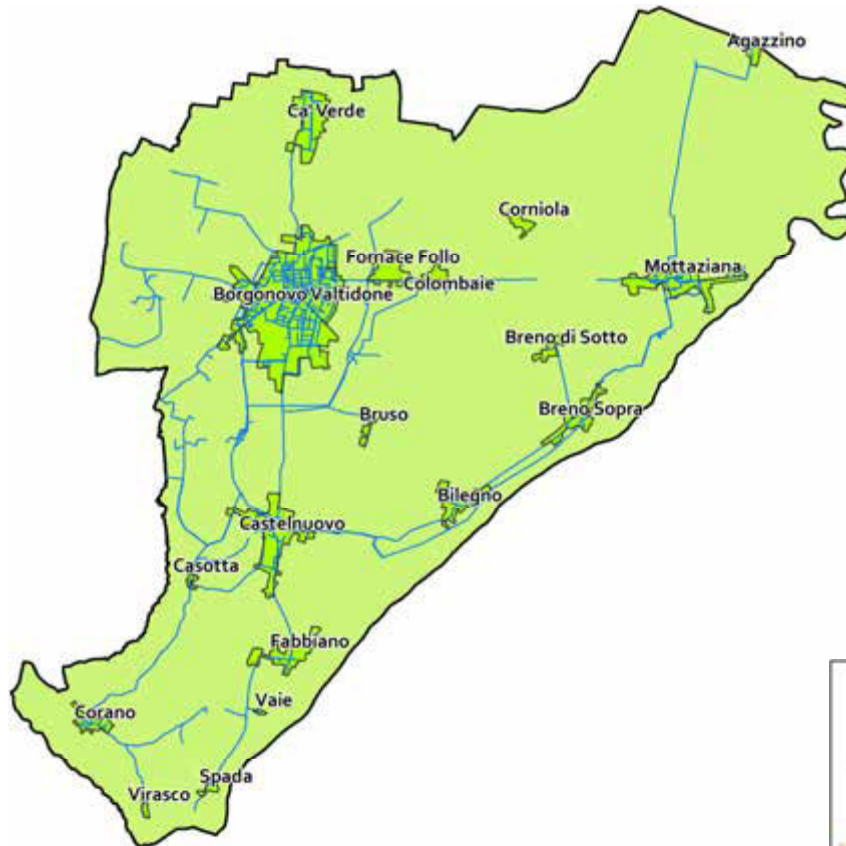 Agazzino
Ca' Verde
Corniola
Fornace Follo
Mottaziana
Colombaie
Borgonovo Valtidone
Breno di Sotto
Breno Sopra
Bruso
Bilegno
Castelnuovo
Casotta
Fabbiano
Vaie
Corano
Spada
Virasco